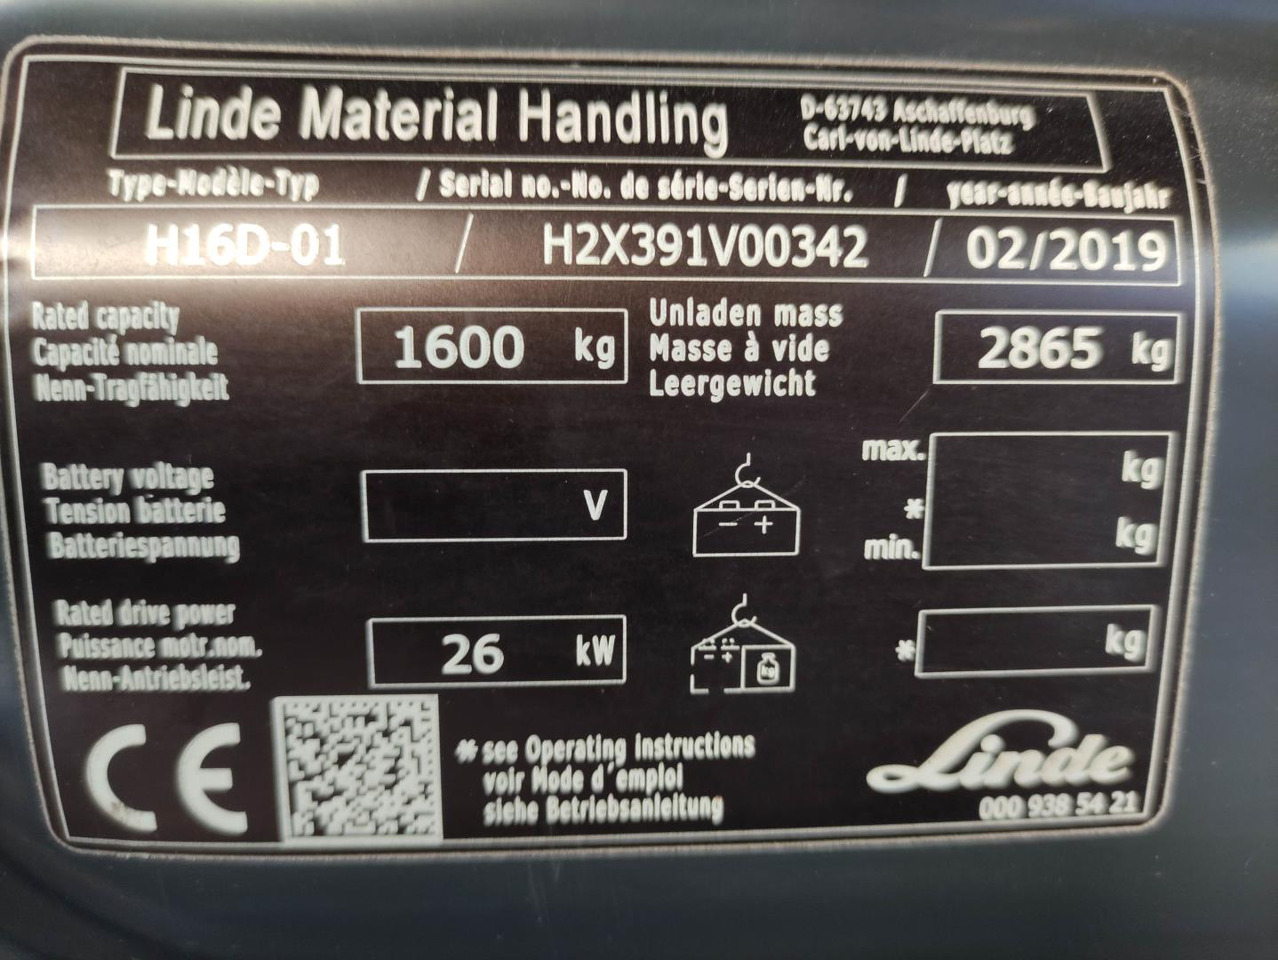 Linde Material Handling
D-63743 Aschaffenburg
Carl-von-Linde-Platz
Type-Modèle-Typ / Serial no.-No. de série-Serien-Nr. / year-année-Baujahr
H16D-01 / H2X391V00342 / 02/2019
Rated capacity
Capacité nominale
Nenn-Tragfähigkeit
1600 kg
Unladen mass
Masse à vide
Leergewicht
2865 kg
Battery voltage
Tension batterie
Batteriespannung
V
- +
max. kg
*
min. kg
Rated drive power
Puissance motr.nom.
Nenn-Antriebsleist.
26 kW
- + kg
* kg
CE
* see Operating instructions
voir Mode d'emploi
siehe Betriebsanleitung
Linde
000 938 54 21